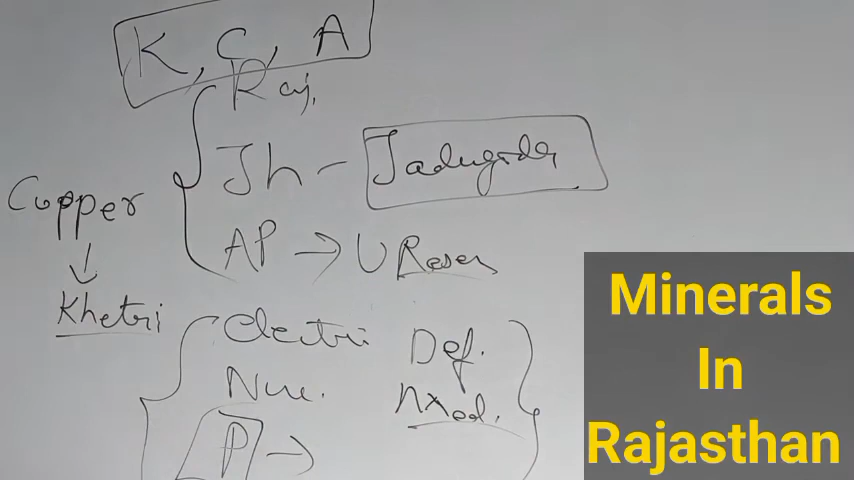 K, C, A
Raj.
Jh - Jadugoda
Copper
AP → U Reser
Khetri
electri Def.
Nuc.
P →
Minerals
In
Rajasthan